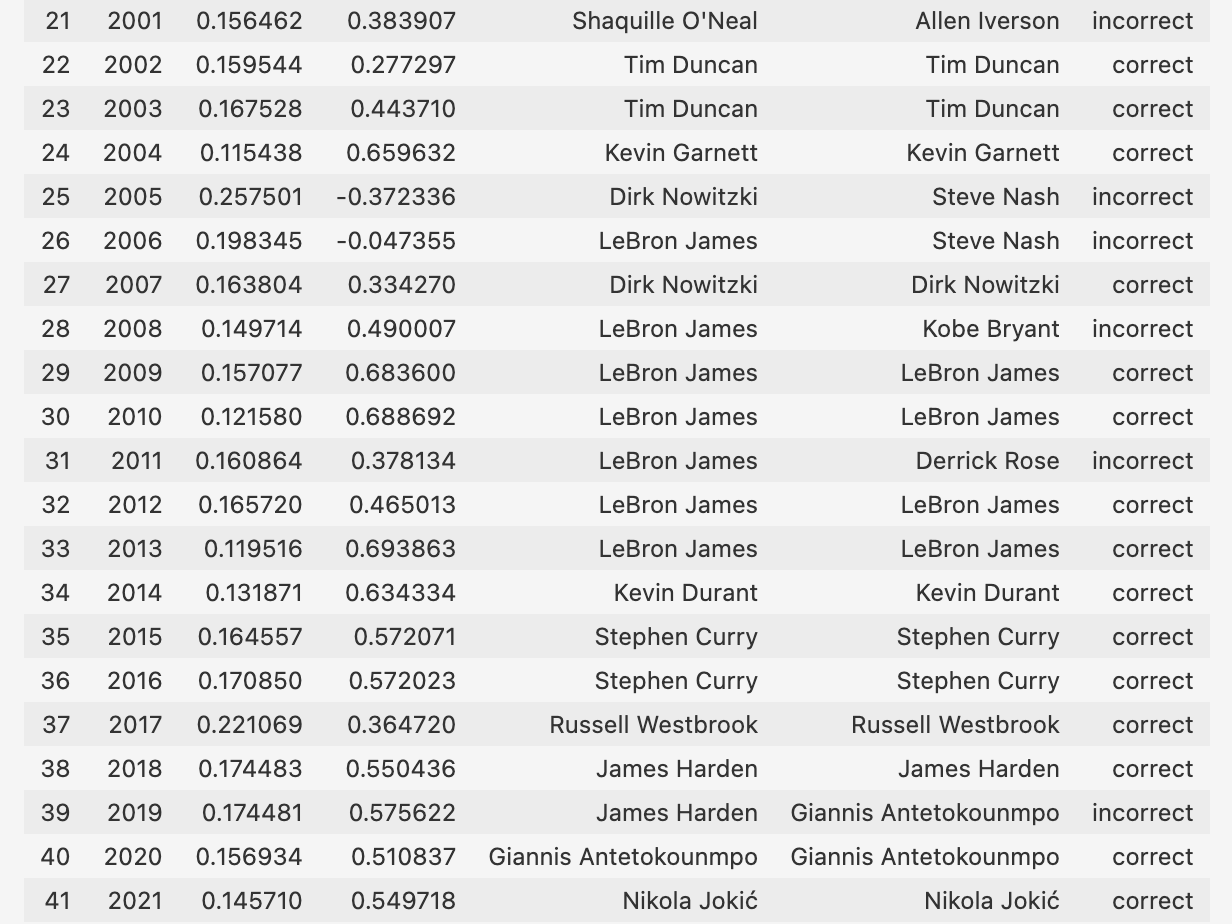 21 2001 0.156462 0.383907 Shaquille O'Neal Allen Iverson incorrect
22 2002 0.159544 0.277297 Tim Duncan Tim Duncan correct
23 2003 0.167528 0.443710 Tim Duncan Tim Duncan correct
24 2004 0.115438 0.659632 Kevin Garnett Kevin Garnett correct
25 2005 0.257501 -0.372336 Dirk Nowitzki Steve Nash incorrect
26 2006 0.198345 -0.047355 LeBron James Steve Nash incorrect
27 2007 0.163804 0.334270 Dirk Nowitzki Dirk Nowitzki correct
28 2008 0.149714 0.490007 LeBron James Kobe Bryant incorrect
29 2009 0.157077 0.683600 LeBron James LeBron James correct
30 2010 0.121580 0.688692 LeBron James LeBron James correct
31 2011 0.160864 0.378134 LeBron James Derrick Rose incorrect
32 2012 0.165720 0.465013 LeBron James LeBron James correct
33 2013 0.119516 0.693863 LeBron James LeBron James correct
34 2014 0.131871 0.634334 Kevin Durant Kevin Durant correct
35 2015 0.164557 0.572071 Stephen Curry Stephen Curry correct
36 2016 0.170850 0.572023 Stephen Curry Stephen Curry correct
37 2017 0.221069 0.364720 Russell Westbrook Russell Westbrook correct
38 2018 0.174483 0.550436 James Harden James Harden correct
39 2019 0.174481 0.575622 James Harden Giannis Antetokounmpo incorrect
40 2020 0.156934 0.510837 Giannis Antetokounmpo Giannis Antetokounmpo correct
41 2021 0.145710 0.549718 Nikola Jokić Nikola Jokić correct